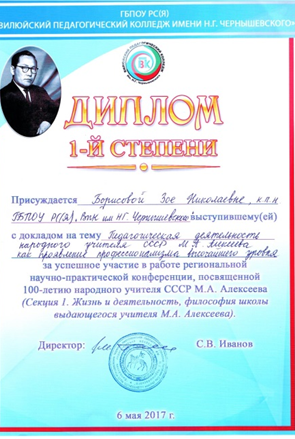 ГБПОУ РС(Я)
ВИЛЮЙСКИЙ ПЕДАГОГИЧЕСКИЙ КОЛЛЕДЖ ИМЕНИ Н.Г. ЧЕРНЫШЕВСКОГО»
ДИПЛОМ
1-Й СТЕПЕНИ
Присуждается Борисовой Зое Николаевне, к.п.н
ГБПОУ РС(Я), ВПК им Н.Г. Чернышевского выступившему(ей)
с докладом на тему Педагогическая деятельность
народного учителя СССР М.А. Алексеева
как проявление профессионализма высочайшего уровня
за успешное участие в работе региональной
научно-практической конференции, посвященной
100-летию народного учителя СССР М.А. Алексеева
(Секция 1. Жизнь и деятельность, философия школы
выдающегося учителя М.А. Алексеева).
Директор: С.В. Иванов
6 мая 2017 г.